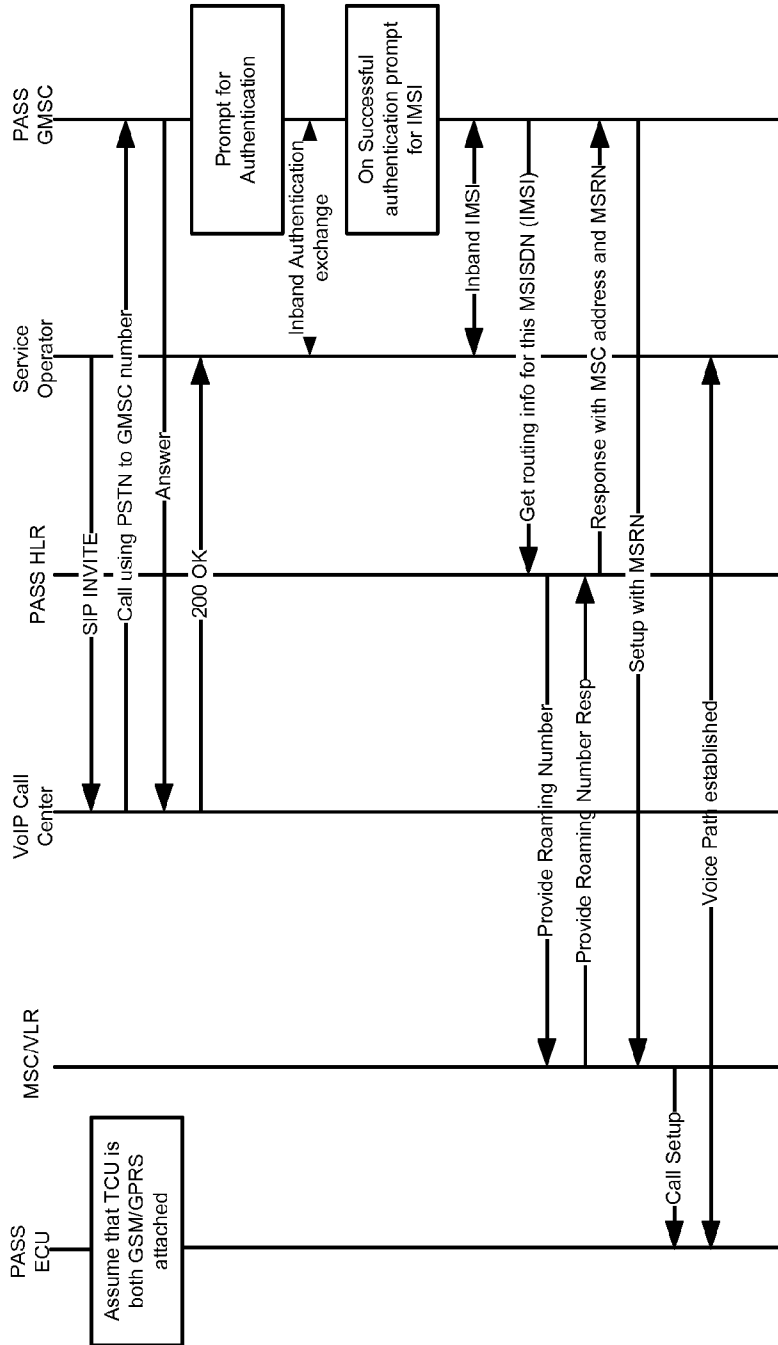 PASS
ECU
MSC/VLR
VoIP Call
Center
PASS HLR
Service
Operator
PASS
GMSC
Assume that TCU is
both GSM/GPRS
attached
SIP INVITE
Call using PSTN to GMSC number
Answer
200 OK
Prompt for
Authentication
Inband Authentication
exchange
On Successful
authentication prompt
for IMSI
Inband IMSI
Get routing info for this MSISDN (IMSI)
Provide Roaming Number
Provide Roaming Number Resp
Response with MSC address and MSRN
Setup with MSRN
Call Setup
Voice Path established